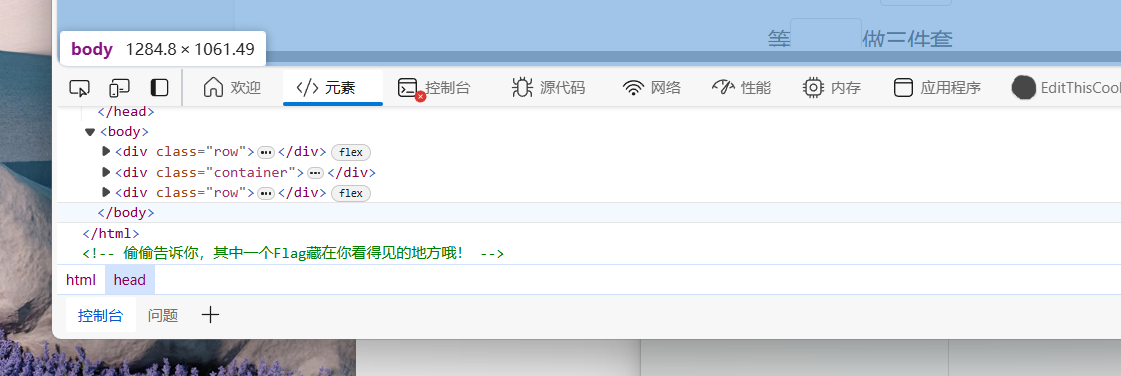 等 做三件套
body 1284.8 × 1061.49
欢迎 元素 控制台 源代码 网络 性能 内存 应用程序 EditThisCool
</head>
<body>
<div class="row"> ••• </div> flex
<div class="container"> ••• </div>
<div class="row"> ••• </div> flex
</body>
</html>
<!-- 偷偷告诉你，其中一个Flag藏在你看得见的地方哦！ -->
html head
控制台 问题